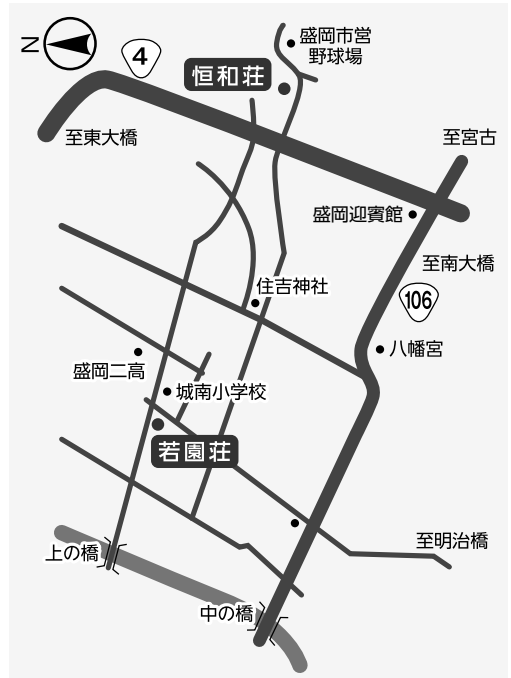 盛岡市営
野球場
N
4
恒和荘
至東大橋
至宮古
盛岡迎賓館
至南大橋
住吉神社
106
八幡宮
盛岡二高
城南小学校
若園荘
至明治橋
上の橋
中の橋